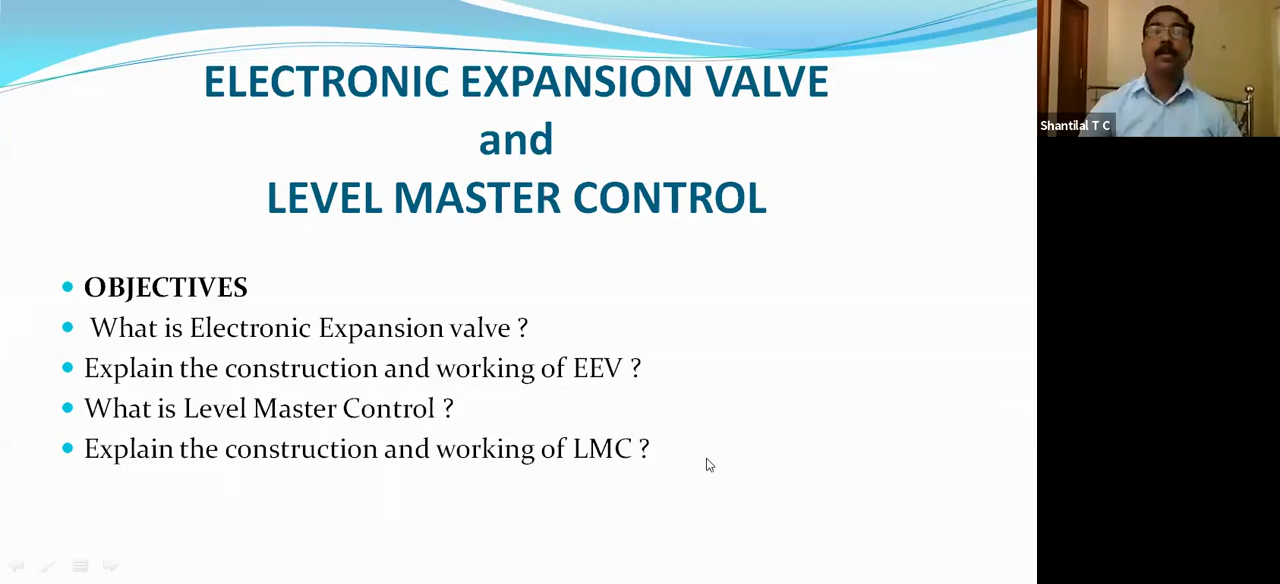 ELECTRONIC EXPANSION VALVE
and
LEVEL MASTER CONTROL
OBJECTIVES
What is Electronic Expansion valve ?
Explain the construction and working of EEV ?
What is Level Master Control ?
Explain the construction and working of LMC ?
Shantilal T C